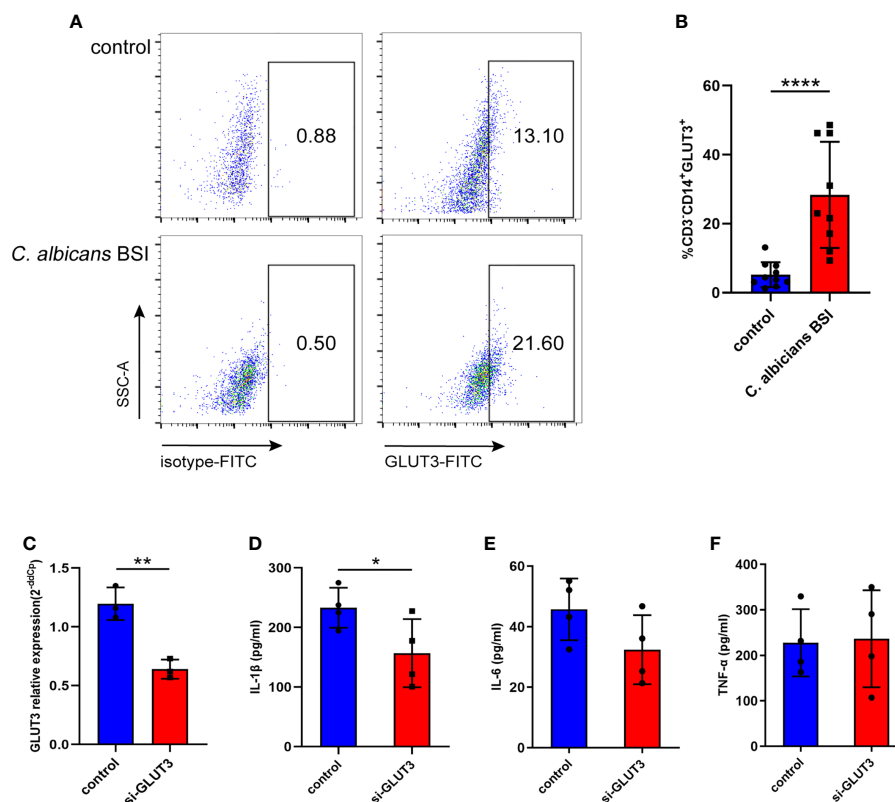 A
control
0.88
13.10
C. albicans BSI
0.50
21.60
SSC-A
isotype-FITC
GLUT3-FITC
B
%CD3-CD14+GLUT3+
60
40
20
0
****
control
C. albicians BSI
C
GLUT3 relative expression(2-ddCp)
1.5
1.0
0.5
0.0
**
control
si-GLUT3
D
IL-1β (pg/ml)
300
200
100
0
*
control
si-GLUT3
E
IL-6 (pg/ml)
60
40
20
0
control
si-GLUT3
F
TNF-α (pg/ml)
400
300
200
100
0
control
si-GLUT3